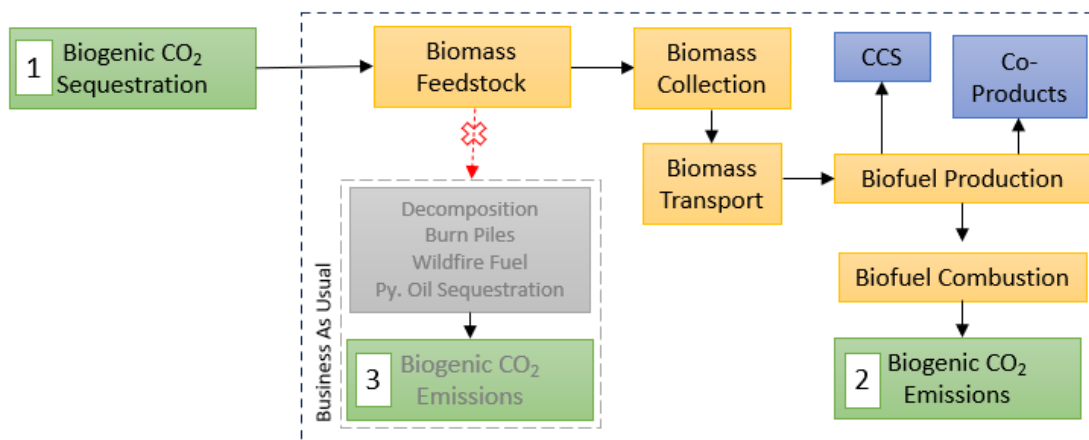 1
Biogenic CO₂
Sequestration
Biomass
Feedstock
Biomass
Collection
CCS
Co-
Products
Biomass
Transport
Biofuel Production
Business As Usual
Decomposition
Burn Piles
Wildfire Fuel
Py. Oil Sequestration
Biofuel Combustion
3
Biogenic CO₂
Emissions
2
Biogenic CO₂
Emissions